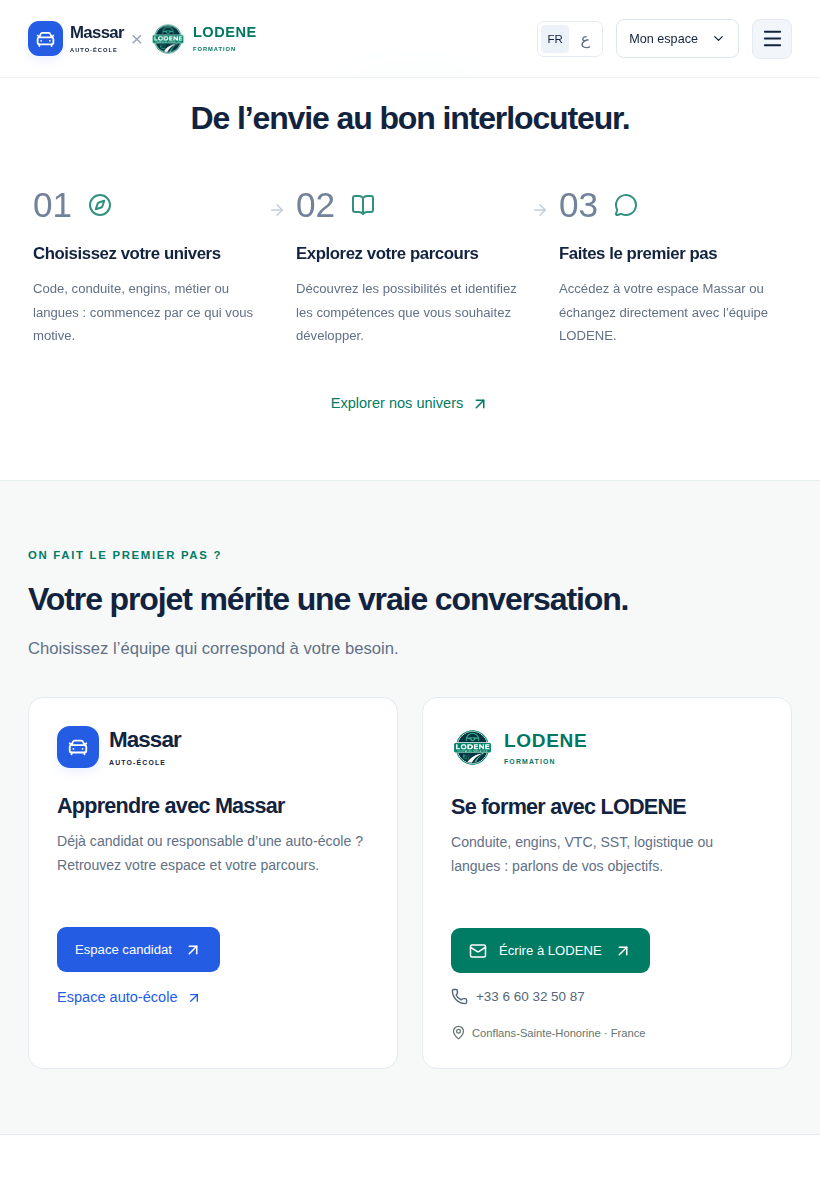 Massar
AUTO-ÉCOLE
×
LODENE
LODENE
FORMATION
FR
ع
Mon espace
De l’envie au bon interlocuteur.
01
02
03
Choisissez votre univers
Code, conduite, engins, métier ou
langues : commencez par ce qui vous
motive.
Explorez votre parcours
Découvrez les possibilités et identifiez
les compétences que vous souhaitez
développer.
Faites le premier pas
Accédez à votre espace Massar ou
échangez directement avec l’équipe
LODENE.
Explorer nos univers
ON FAIT LE PREMIER PAS ?
Votre projet mérite une vraie conversation.
Choisissez l’équipe qui correspond à votre besoin.
Massar
AUTO-ÉCOLE
Apprendre avec Massar
Déjà candidat ou responsable d’une auto-école ?
Retrouvez votre espace et votre parcours.
Espace candidat
Espace auto-école
LODENE
LODENE
FORMATION
Se former avec LODENE
Conduite, engins, VTC, SST, logistique ou
langues : parlons de vos objectifs.
Écrire à LODENE
+33 6 60 32 50 87
Conflans-Sainte-Honorine · France